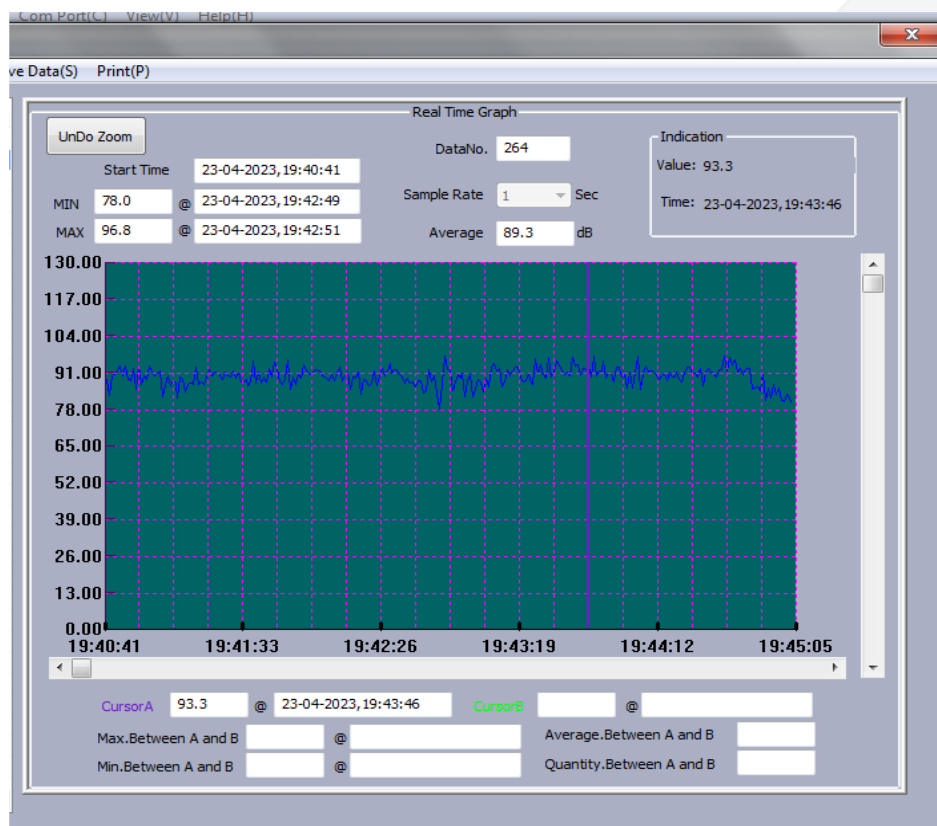 Com Port(C) View(V) Help(H)
ve Data(S) Print(P)
Real Time Graph
UnDo Zoom
DataNo. 264
Indication
Value: 93.3
Start Time 23-04-2023,19:40:41
Sample Rate 1 Sec
Time: 23-04-2023,19:43:46
MIN 78.0 @ 23-04-2023,19:42:49
MAX 96.8 @ 23-04-2023,19:42:51
Average 89.3 dB
130.00
117.00
104.00
91.00
78.00
65.00
52.00
39.00
26.00
13.00
0.00
19:40:41 19:41:33 19:42:26 19:43:19 19:44:12 19:45:05
CursorA 93.3 @ 23-04-2023,19:43:46 CursorB @
Max.Between A and B @ Average.Between A and B
Min.Between A and B @ Quantity.Between A and B